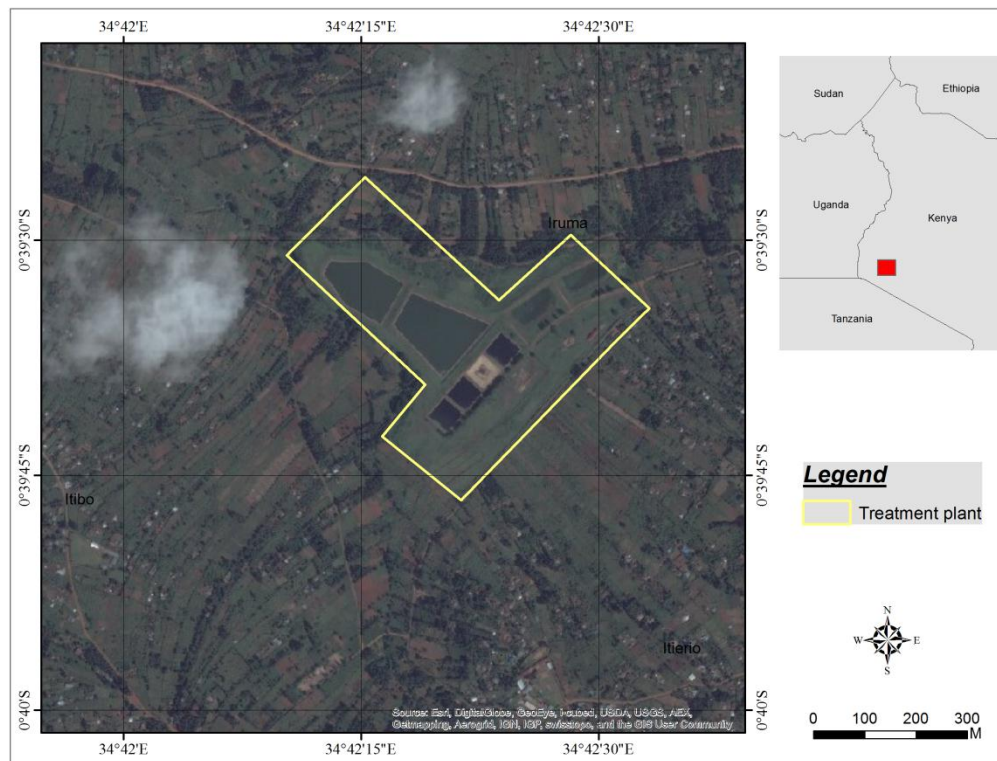 34°42'E
34°42'15"E
34°42'30"E
0°39'30"S
0°39'45"S
0°40'S
Iruma
Itibo
Itierio
Source: Esri, DigitalGlobe, GeoEye, i-cubed, USDA, USGS, AEX,
Getmapping, Aerogrid, IGN, IGP, swisstopo, and the GIS User Community
34°42'E
34°42'15"E
34°42'30"E
0°39'30"S
0°39'45"S
0°40'S
Sudan
Ethiopia
Uganda
Kenya
Tanzania
Legend
Treatment plant
N
W
E
S
0
100
200
300
M